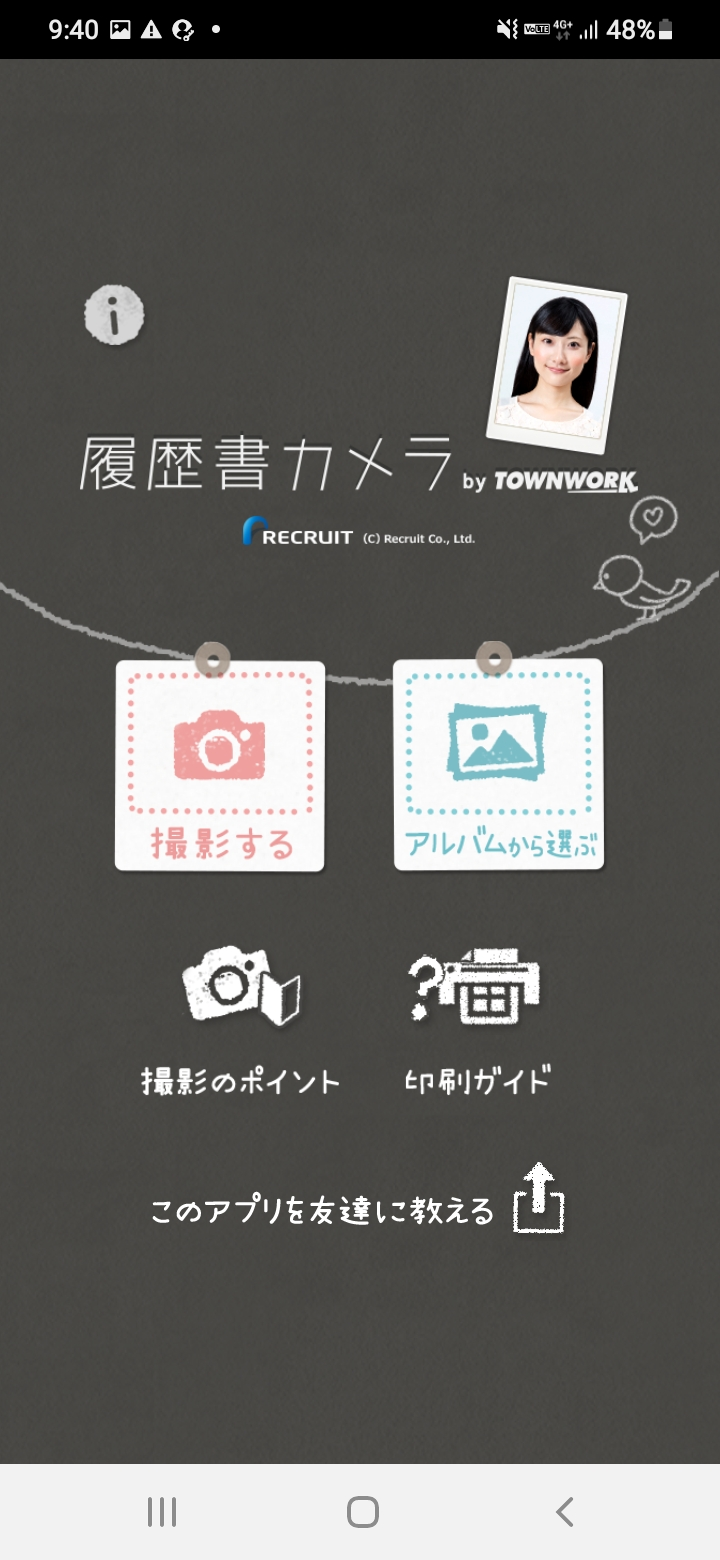 9:40
VoLTE 4G+ 48%
i
履歴書カメラ by TOWNWORK
RECRUIT (C) Recruit Co., Ltd.
撮影する
アルバムから選ぶ
撮影のポイント
印刷ガイド
このアプリを友達に教える